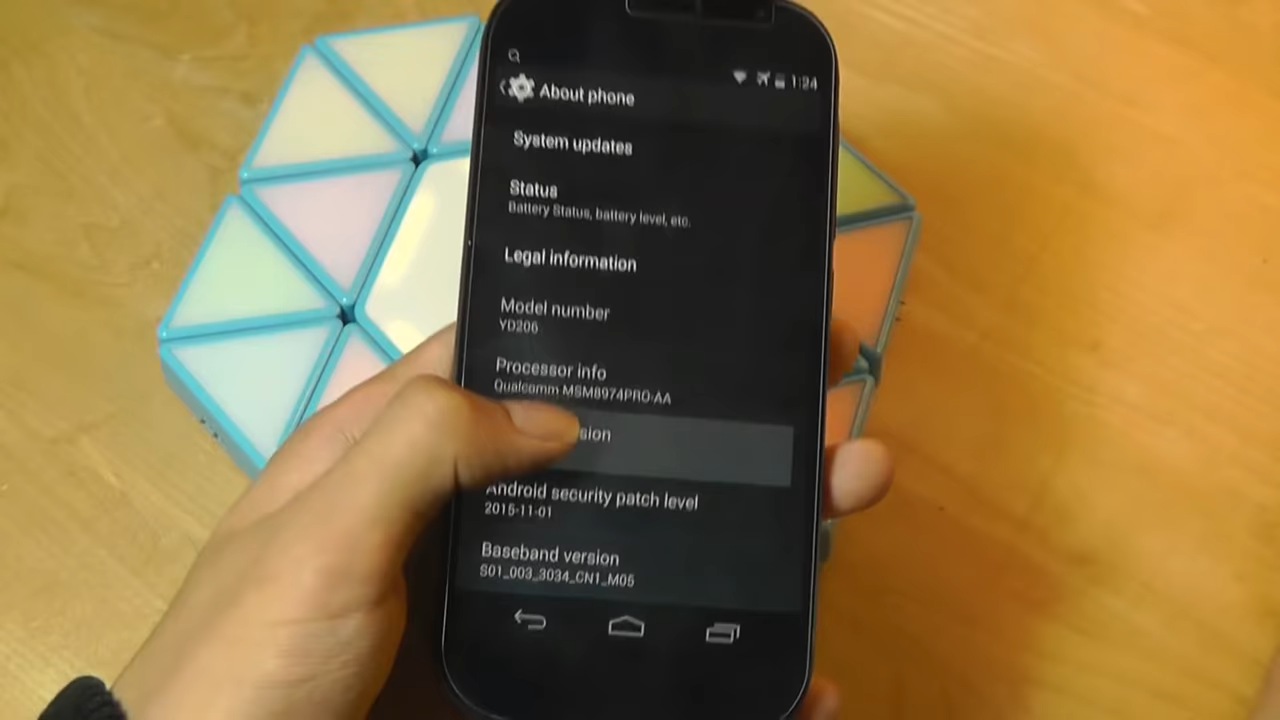 1:24
About phone
System updates
Status
Battery Status, battery level, etc.
Legal information
Model number
YD206
Processor info
Qualcomm MSM8974PRO-AA
sion
Android security patch level
2015-11-01
Baseband version
S01_003_3034_CN1_M05